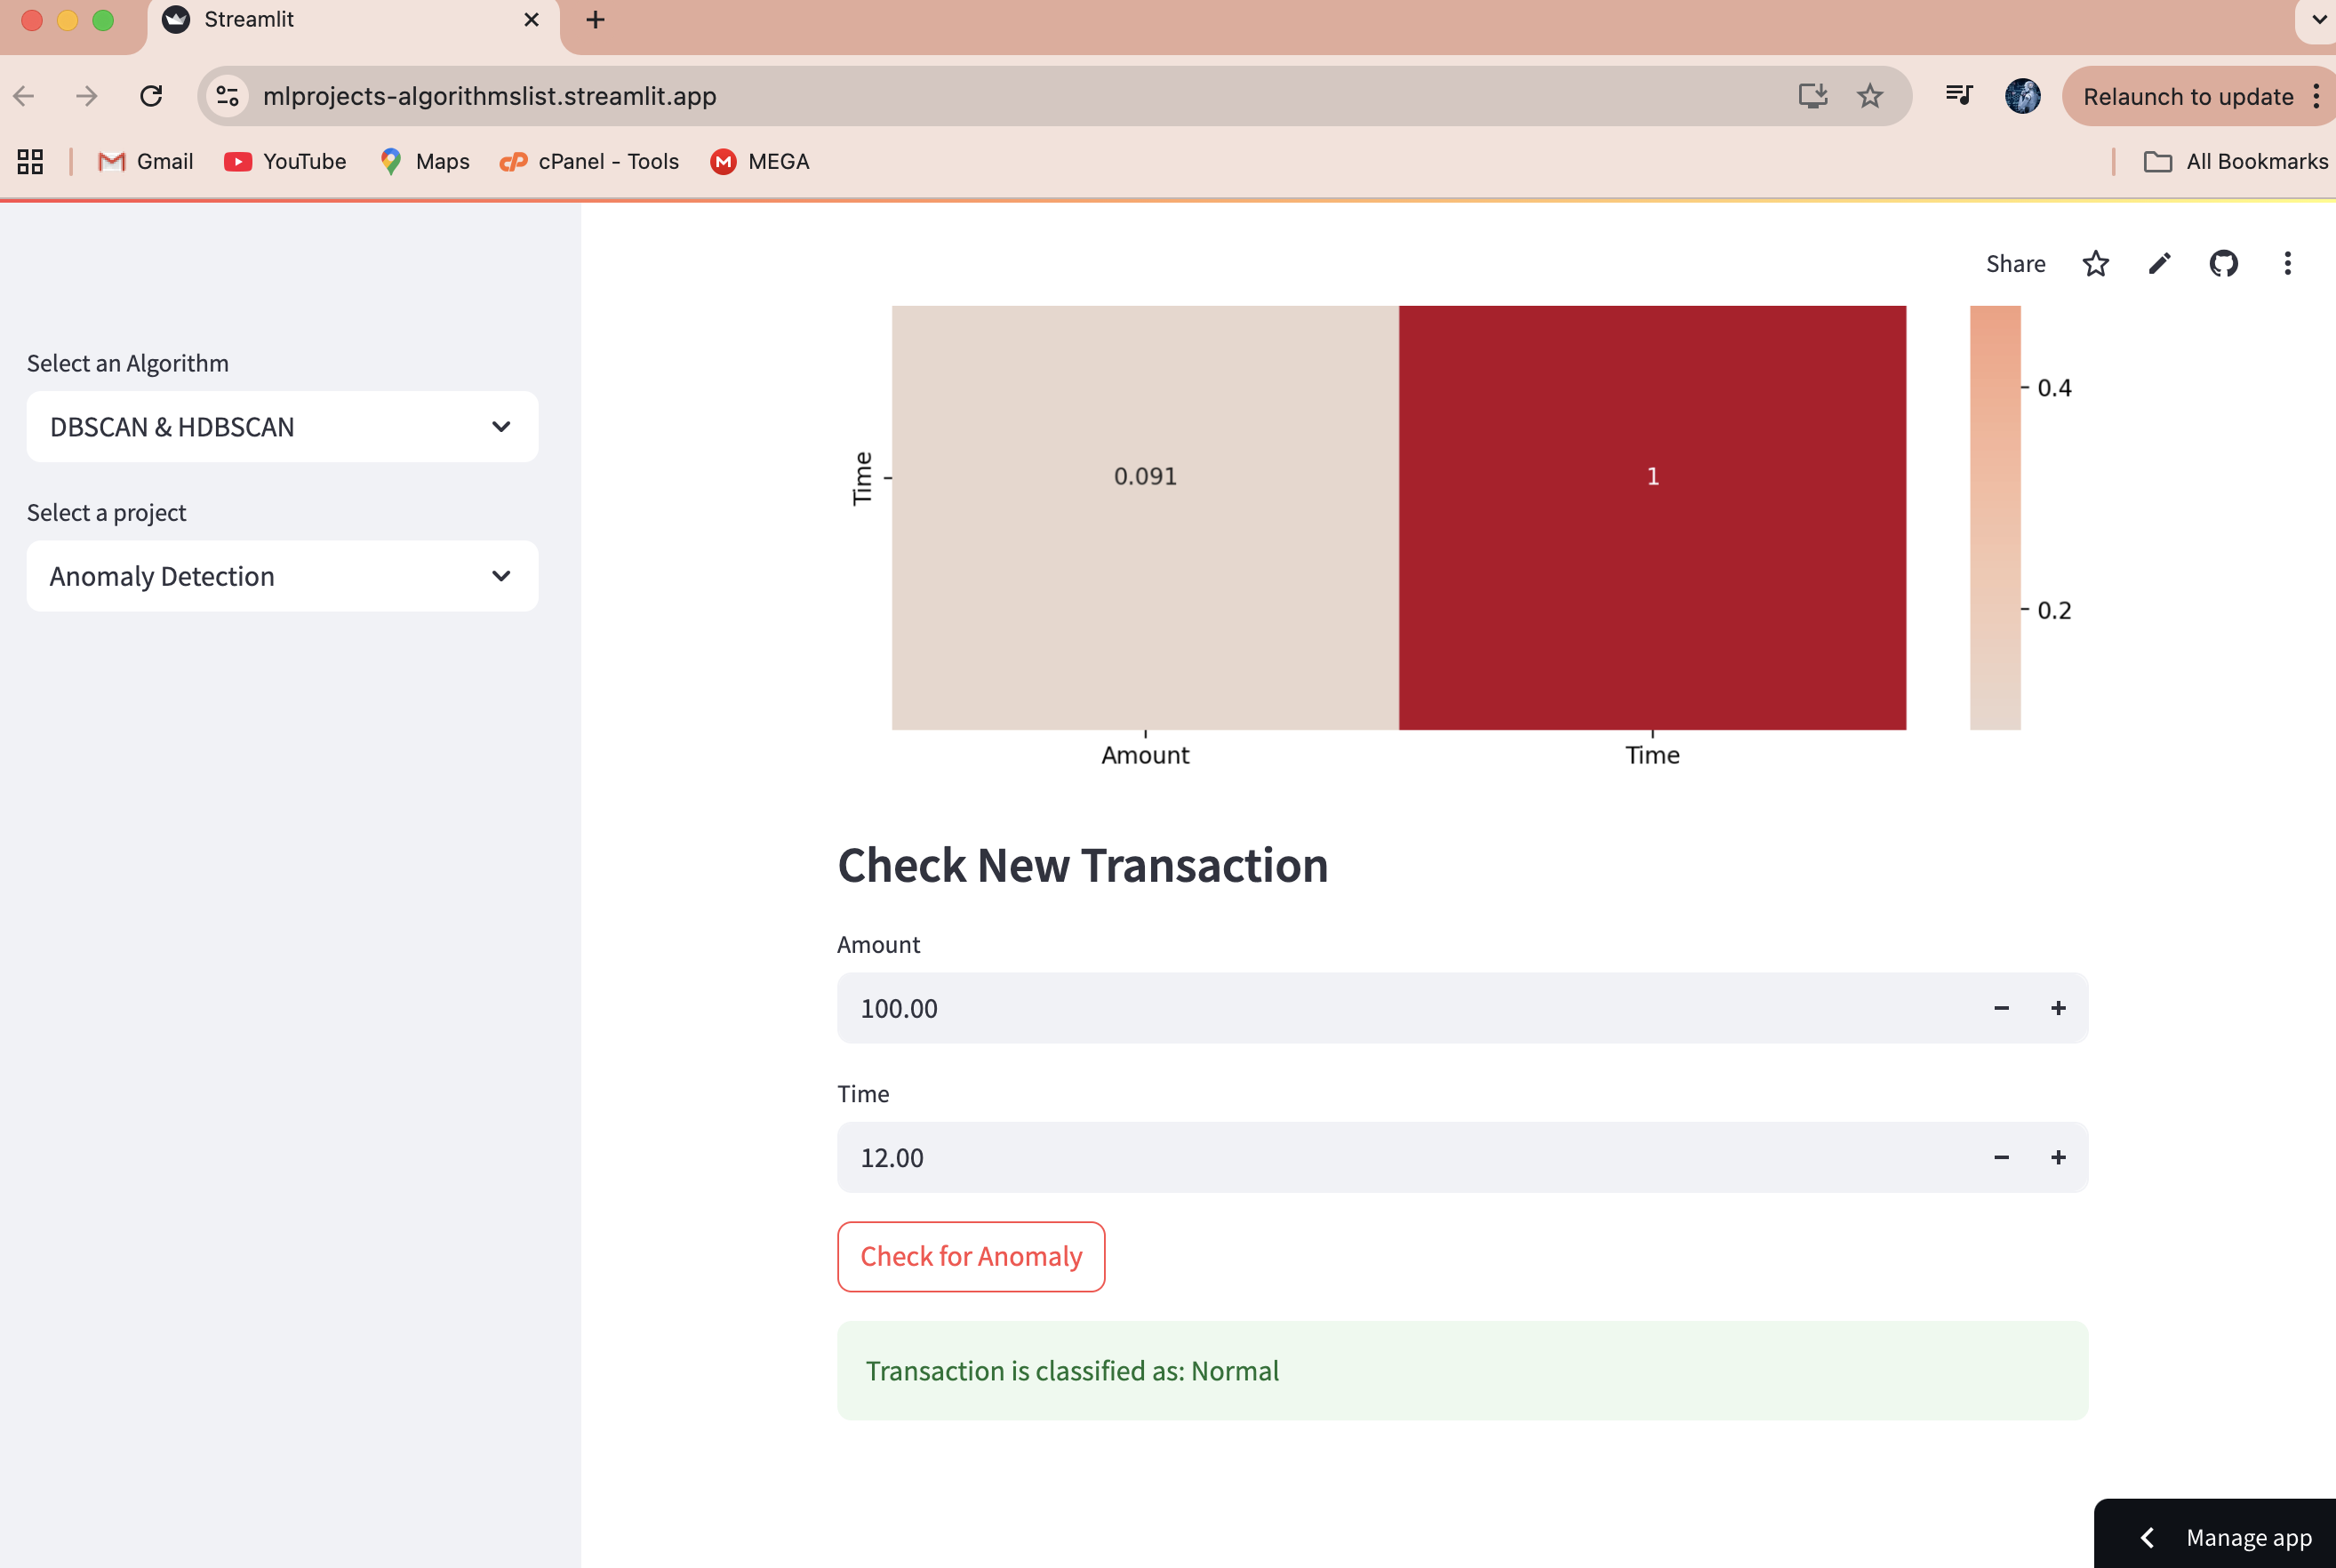 Streamlit
mlprojects-algorithmslist.streamlit.app
Relaunch to update
Gmail
YouTube
Maps
cPanel - Tools
MEGA
All Bookmarks
Share
Select an Algorithm
DBSCAN & HDBSCAN
Select a project
Anomaly Detection
Time
0.091
1
0.4
0.2
Amount
Time
Check New Transaction
Amount
100.00
Time
12.00
Check for Anomaly
Transaction is classified as: Normal
Manage app